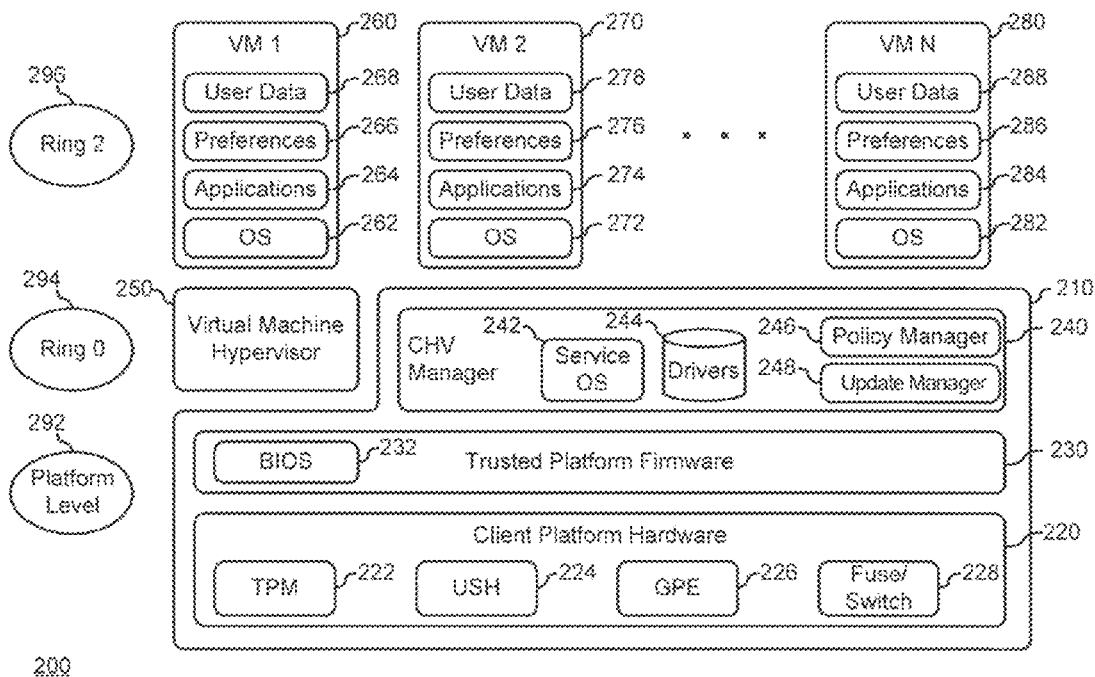 VM 1
260
VM 2
270
VM N
280
296
Ring 2
User Data
268
User Data
278
User Data
288
Preferences
266
Preferences
276
Preferences
286
Applications
264
Applications
274
Applications
284
OS
262
OS
272
OS
282
294
Ring 0
250
Virtual Machine
Hypervisor
210
CHV
Manager
242
Service
OS
244
Drivers
246
Policy Manager
240
248
Update Manager
292
Platform
Level
BIOS
232
Trusted Platform Firmware
230
Client Platform Hardware
220
TPM
222
USH
224
GPE
226
Fuse/
Switch
228
200